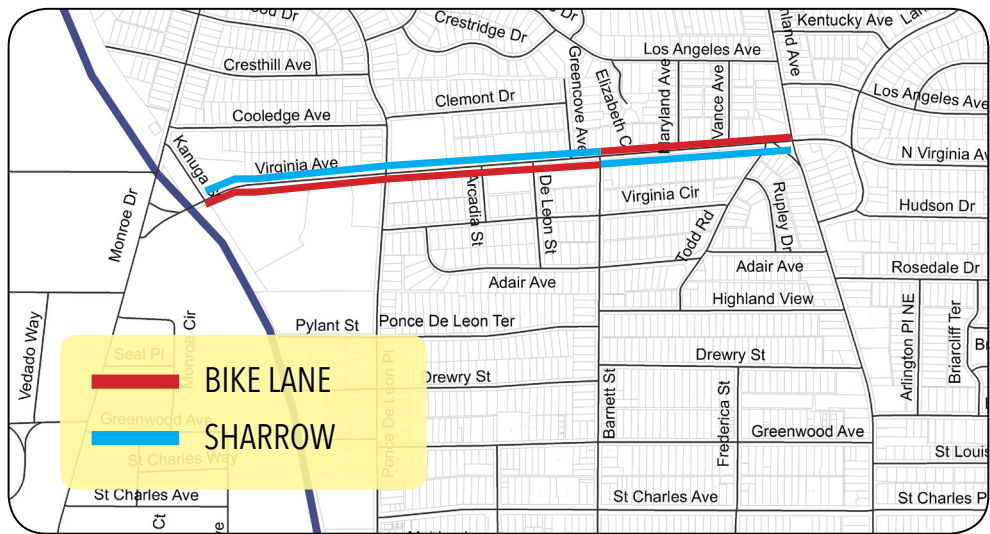 Dr
Crestridge Dr
Dr
Kentucky Ave
Los Angeles Ave
Cresthill Ave
Greencove Ave
Elizabeth
Maryland Ave
Vance Ave
Los Angeles Ave
Clemont Dr
Cooledge Ave
Kanuga
Virginia Ave
N Virginia
Arcadia St
De Leon St
Virginia Cir
Todd Rd
Rupley Dr
Hudson Dr
Monroe Dr
Adair Ave
Adair Ave
Rosedale Dr
Highland View
Vedado Way
Monroe Cir
Pylant St
Ponce De Leon Ter
Arlington Pl NE
Briarcliff Ter
Seal Pl
Drewry St
Drewry St
BIKE LANE
SHARROW
Ponce De Leon Pl
Barnett St
Frederica St
Greenwood Ave
Greenwood Ave
St Charles Way
St Louis
St Charles Ave
St Charles Ave
St Charles P
Ct